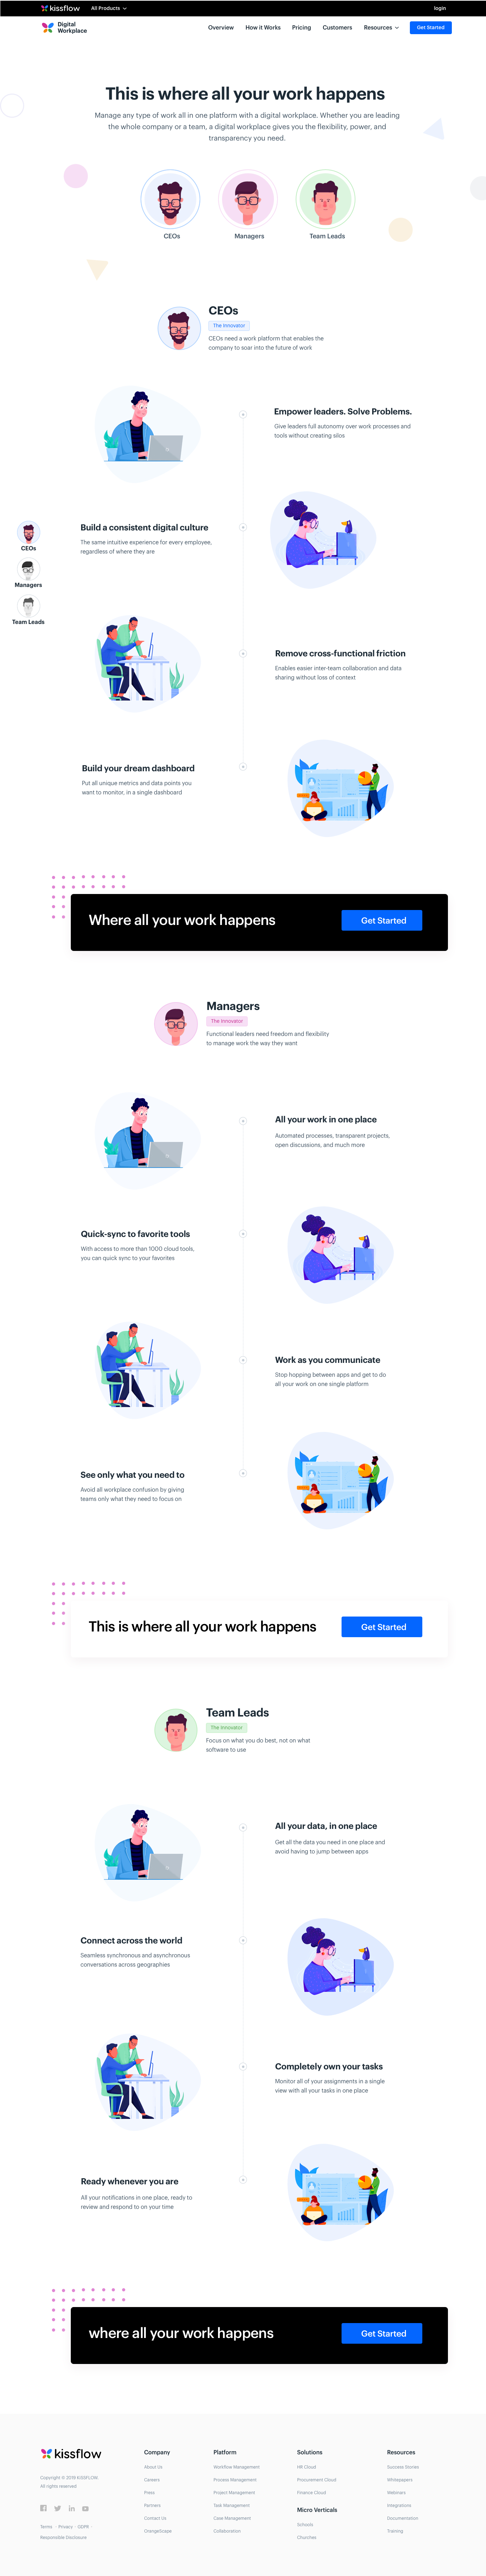 kissflow
All Products
login
Digital
Workplace
Overview
How it Works
Pricing
Customers
Resources
Get Started
This is where all your work happens
Manage any type of work all in one platform with a digital workplace. Whether you are leading
the whole company or a team, a digital workplace gives you the flexibility, power, and
transparency you need.
CEOs
Managers
Team Leads
CEOs
The Innovator
CEOs need a work platform that enables the
company to soar into the future of work
Empower leaders. Solve Problems.
Give leaders full autonomy over work processes and
tools without creating silos
Build a consistent digital culture
The same intuitive experience for every employee,
regardless of where they are
CEOs
Managers
Team Leads
Remove cross-functional friction
Enables easier inter-team collaboration and data
sharing without loss of context
Build your dream dashboard
Put all unique metrics and data points you
want to monitor, in a single dashboard
Where all your work happens
Get Started
Managers
The Innovator
Functional leaders need freedom and flexibility
to manage work the way they want
All your work in one place
Automated processes, transparent projects,
open discussions, and much more
Quick-sync to favorite tools
With access to more than 1000 cloud tools,
you can quick sync to your favorites
Work as you communicate
Stop hopping between apps and get to do
all your work on one single platform
See only what you need to
Avoid all workplace confusion by giving
teams only what they need to focus on
This is where all your work happens
Get Started
Team Leads
The Innovator
Focus on what you do best, not on what
software to use
All your data, in one place
Get all the data you need in one place and
avoid having to jump between apps
Connect across the world
Seamless synchronous and asynchronous
conversations across geographies
Completely own your tasks
Monitor all of your assignments in a single
view with all your tasks in one place
Ready whenever you are
All your notifications in one place, ready to
review and respond to on your time
where all your work happens
Get Started
kissflow
Copyright © 2019 KISSFLOW,
All rights reserved
Terms · Privacy · GDPR ·
Responsible Disclosure
Company
About Us
Careers
Press
Partners
Contact Us
OrangeScape
Platform
Workflow Management
Process Management
Project Management
Task Management
Case Management
Collaboration
Solutions
HR Cloud
Procurement Cloud
Finance Cloud
Micro Verticals
Schools
Churches
Resources
Success Stories
Whitepapers
Webinars
Integrations
Documentation
Training